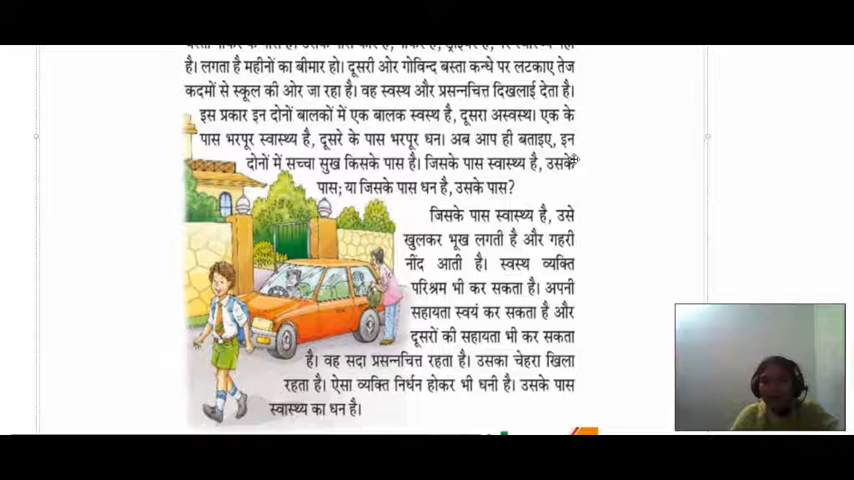 है। लगता है महीनों का बीमार हो। दूसरी ओर गोविन्द बस्ता कन्धे पर लटकाए तेज
कदमों से स्कूल की ओर जा रहा है। वह स्वस्थ और प्रसन्नचित्त दिखलाई देता है।
इस प्रकार इन दोनों बालकों में एक बालक स्वस्थ है, दूसरा अस्वस्थ। एक के
पास भरपूर स्वास्थ्य है, दूसरे के पास भरपूर धन। अब आप ही बताइए, इन
दोनों में सच्चा सुख किसके पास है। जिसके पास स्वास्थ्य है, उसके
पास; या जिसके पास धन है, उसके पास?
जिसके पास स्वास्थ्य है, उसे
खुलकर भूख लगती है और गहरी
नींद आती है। स्वस्थ व्यक्ति
परिश्रम भी कर सकता है। अपनी
सहायता स्वयं कर सकता है और
दूसरों की सहायता भी कर सकता
है। वह सदा प्रसन्नचित्त रहता है। उसका चेहरा खिला
रहता है। ऐसा व्यक्ति निर्धन होकर भी धनी है। उसके पास
स्वास्थ्य का धन है।